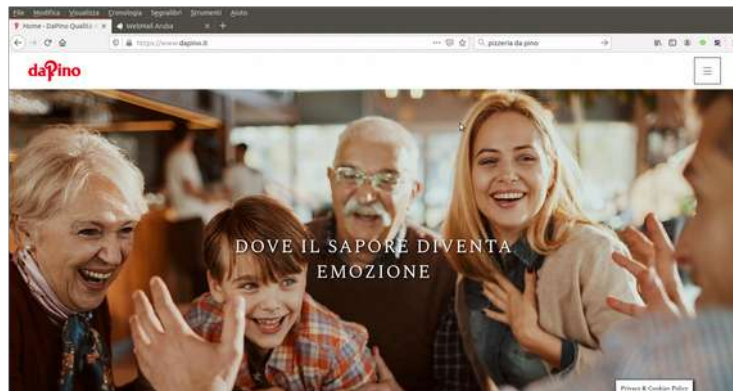 File Modifica Visualizza Cronologia Segnalibri Strumenti Aiuto
Home - DaPino Qualità
WebMail Aruba
https://www.dapino.it
pizzeria da pino
daPino
DOVE IL SAPORE DIVENTA
EMOZIONE
Privacy & Cookies Policy